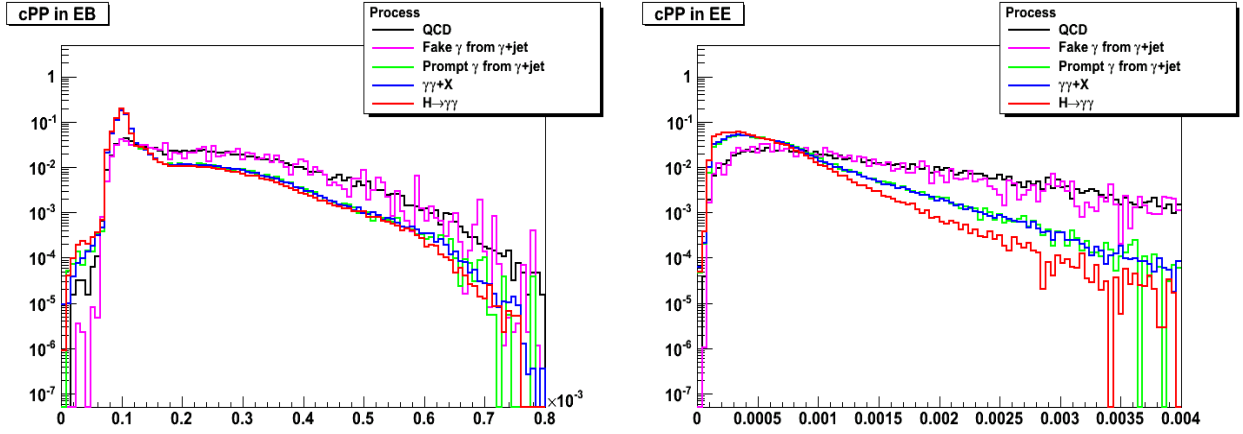 cPP in EB
Process
QCD
Fake γ from γ+jet
Prompt γ from γ+jet
γγ+X
H→γγ
1
10⁻¹
10⁻²
10⁻³
10⁻⁴
10⁻⁵
10⁻⁶
10⁻⁷
0 0.1 0.2 0.3 0.4 0.5 0.6 0.7 0.8
×10⁻³
cPP in EE
Process
QCD
Fake γ from γ+jet
Prompt γ from γ+jet
γγ+X
H→γγ
1
10⁻¹
10⁻²
10⁻³
10⁻⁴
10⁻⁵
10⁻⁶
10⁻⁷
0 0.0005 0.001 0.0015 0.002 0.0025 0.003 0.0035 0.004